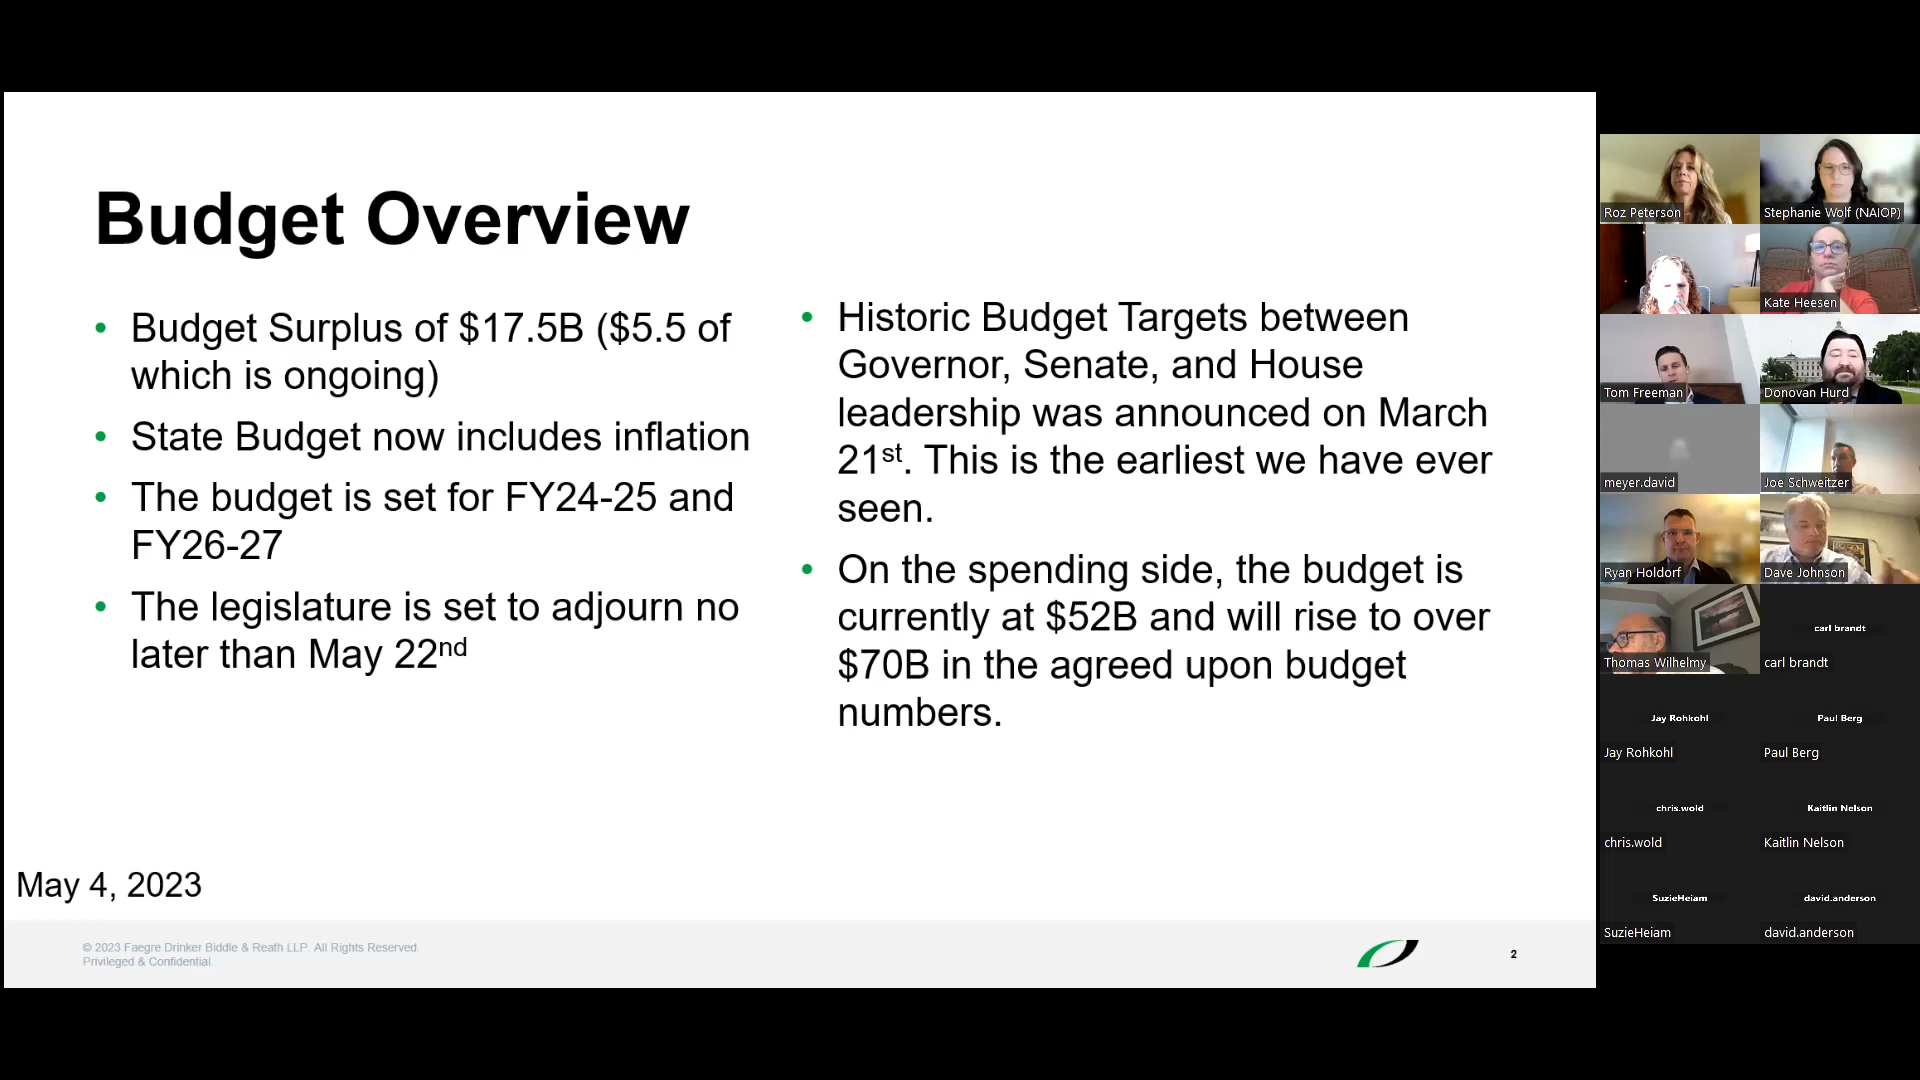 Budget Overview
• Budget Surplus of $17.5B ($5.5 of
which is ongoing)
• State Budget now includes inflation
• The budget is set for FY24-25 and
FY26-27
• The legislature is set to adjourn no
later than May 22nd
• Historic Budget Targets between
Governor, Senate, and House
leadership was announced on March
21st. This is the earliest we have ever
seen.
• On the spending side, the budget is
currently at $52B and will rise to over
$70B in the agreed upon budget
numbers.
May 4, 2023
© 2023 Faegre Drinker Biddle & Reath LLP. All Rights Reserved.
Privileged & Confidential.
2
Roz Peterson
Stephanie Wolf (NAIOP)
Kate Heesen
Tom Freeman
Donovan Hurd
meyer.david
Joe Schweitzer
Ryan Holdorf
Dave Johnson
Thomas Wilhelmy
carl brandt
carl brandt
Jay Rohkohl
Paul Berg
Jay Rohkohl
Paul Berg
chris.wold
Kaitlin Nelson
chris.wold
Kaitlin Nelson
SuzieHeiam
david.anderson
SuzieHeiam
david.anderson